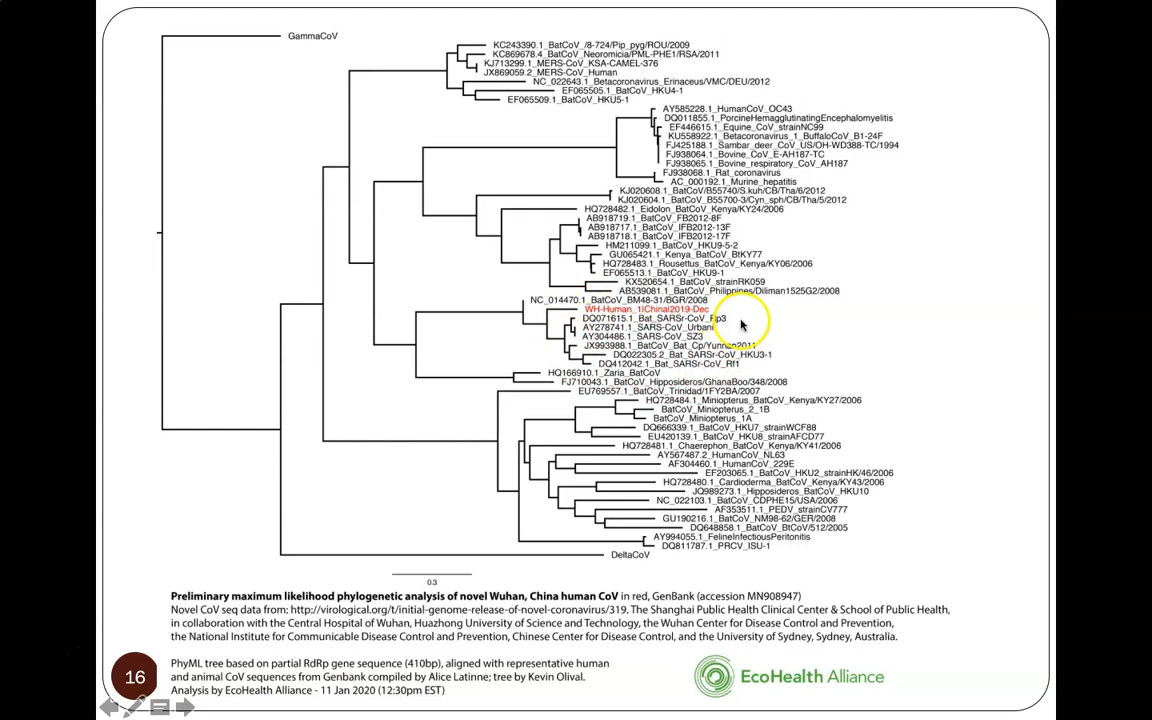 GammaCoV
KC243390.1_BatCoV_/8-724/Pip_pyg/ROU/2009
KC869678.4_BatCoV_Neoromicia/PML-PHE1/RSA/2011
KJ713299.1_MERS-CoV_KSA-CAMEL-376
JX869059.2_MERS-CoV_Human
NC_022643.1_Betacoronavirus_Erinaceus/VMC/DEU/2012
EF065505.1_BatCoV_HKU4-1
EF065509.1_BatCoV_HKU5-1
AY585228.1_HumanCoV_OC43
DQ011855.1_PorcineHemagglutinatingEncephalomyelitis
EF446615.1_Equine_CoV_strainNC99
KU558922.1_Betacoronavirus_1_BuffaloCoV_B1-24F
FJ425188.1_Sambar_deer_CoV_US/OH-WD388-TC/1994
FJ938064.1_Bovine_CoV_E-AH187-TC
FJ938065.1_Bovine_respiratory_CoV_AH187
FJ938068.1_Rat_coronavirus
AC_000192.1_Murine_hepatitis
KJ020608.1_BatCoV/B55740/S.kuh/CB/Tha/6/2012
KJ020604.1_BatCoV_B55700-3/Cyn_sph/CB/Tha/5/2012
HQ728482.1_Eidolon_BatCoV_Kenya/KY24/2006
AB918719.1_BatCoV_FB2012-8F
AB918717.1_BatCoV_IFB2012-13F
AB918718.1_BatCoV_IFB2012-17F
HM211099.1_BatCoV_HKU9-5-2
GU065421.1_Kenya_BatCoV_BtKY77
HQ728483.1_Rousettus_BatCoV_Kenya/KY06/2006
EF065513.1_BatCoV_HKU9-1
KX520654.1_BatCoV_strainRK059
AB539081.1_BatCoV_Philippines/Diliman1525G2/2008
NC_014470.1_BatCoV_BM48-31/BGR/2008
WH-Human_1|China|2019-Dec
DQ071615.1_Bat_SARSr-CoV_Rp3
AY278741.1_SARS-CoV_Urbani
AY304486.1_SARS-CoV_SZ3
JX993988.1_BatCoV_Bat_Cp/Yunnan2011
DQ022305.2_Bat_SARSr-CoV_HKU3-1
DQ412042.1_Bat_SARSr-CoV_Rf1
HQ166910.1_Zaria_BatCoV
FJ710043.1_BatCoV_Hipposideros/GhanaBoo/348/2008
EU769557.1_BatCoV_Trinidad/1FY2BA/2007
HQ728484.1_Miniopterus_BatCoV_Kenya/KY27/2006
BatCoV_Miniopterus_2_1B
BatCoV_Miniopterus_1A
DQ666339.1_BatCoV_HKU7_strainWCF88
EU420139.1_BatCoV_HKU8_strainAFCD77
HQ728481.1_Chaerephon_BatCoV_Kenya/KY41/2006
AY567487.2_HumanCoV_NL63
AF304460.1_HumanCoV_229E
EF203065.1_BatCoV_HKU2_strainHK/46/2006
HQ728480.1_Cardioderma_BatCoV_Kenya/KY43/2006
JQ989273.1_Hipposideros_BatCoV_HKU10
NC_022103.1_BatCoV_CDPHE15/USA/2006
AF353511.1_PEDV_strainCV777
GU190216.1_BatCoV_NM98-62/GER/2008
DQ648858.1_BatCoV_BtCoV/512/2005
AY994055.1_FelineInfectiousPeritonitis
DQ811787.1_PRCV_ISU-1
DeltaCoV
0.3
Preliminary maximum likelihood phylogenetic analysis of novel Wuhan, China human CoV in red, GenBank (accession MN908947)
Novel CoV seq data from: http://virological.org/t/initial-genome-release-of-novel-coronavirus/319. The Shanghai Public Health Clinical Center & School of Public Health,
in collaboration with the Central Hospital of Wuhan, Huazhong University of Science and Technology, the Wuhan Center for Disease Control and Prevention,
the National Institute for Communicable Disease Control and Prevention, Chinese Center for Disease Control, and the University of Sydney, Sydney, Australia.
16
PhyML tree based on partial RdRp gene sequence (410bp), aligned with representative human
and animal CoV sequences from Genbank compiled by Alice Latinne; tree by Kevin Olival.
Analysis by EcoHealth Alliance - 11 Jan 2020 (12:30pm EST)
EcoHealth Alliance